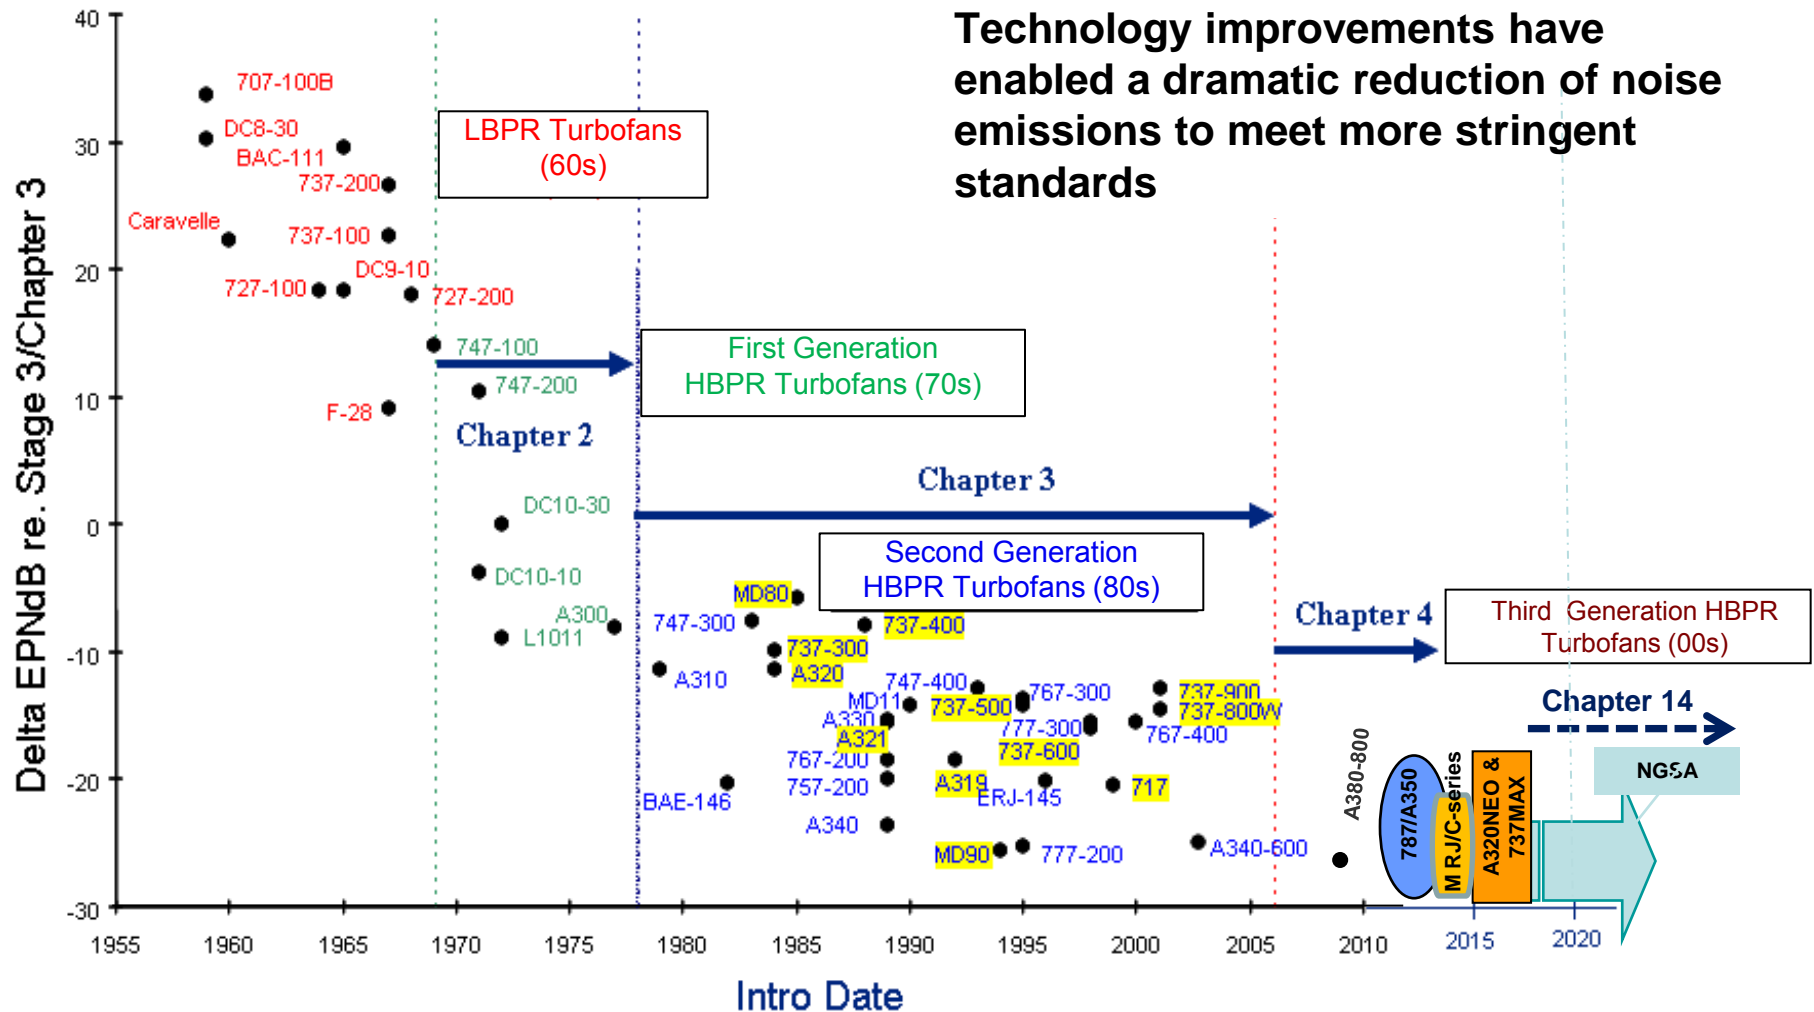 Technology improvements have
enabled a dramatic reduction of noise
emissions to meet more stringent
standards
Delta EPNdB re. Stage 3/Chapter 3
40
30
20
10
0
-10
-20
-30
707-100B
DC8-30
BAC-111
737-200
Caravelle
737-100
DC9-10
727-100
727-200
F-28
LBPR Turbofans
(60s)
747-100
747-200
Chapter 2
First Generation
HBPR Turbofans (70s)
DC10-30
DC10-10
A300
L1011
Chapter 3
Second Generation
HBPR Turbofans (80s)
MD80
747-300
737-400
737-300
A320
A310
747-400
MD11
737-500
767-300
A330
777-300
A321
737-600
767-200
757-200
A319
ERJ-145
BAE-146
A340
MD90
777-200
737-900
737-800W
767-400
717
A340-600
Chapter 4
Third Generation HBPR
Turbofans (00s)
Chapter 14
A380-800
787/A350
M RJ/C-series
A320NEO &
737MAX
NGSA
1955
1960
1965
1970
1975
1980
1985
1990
1995
2000
2005
2010
2015
2020
Intro Date